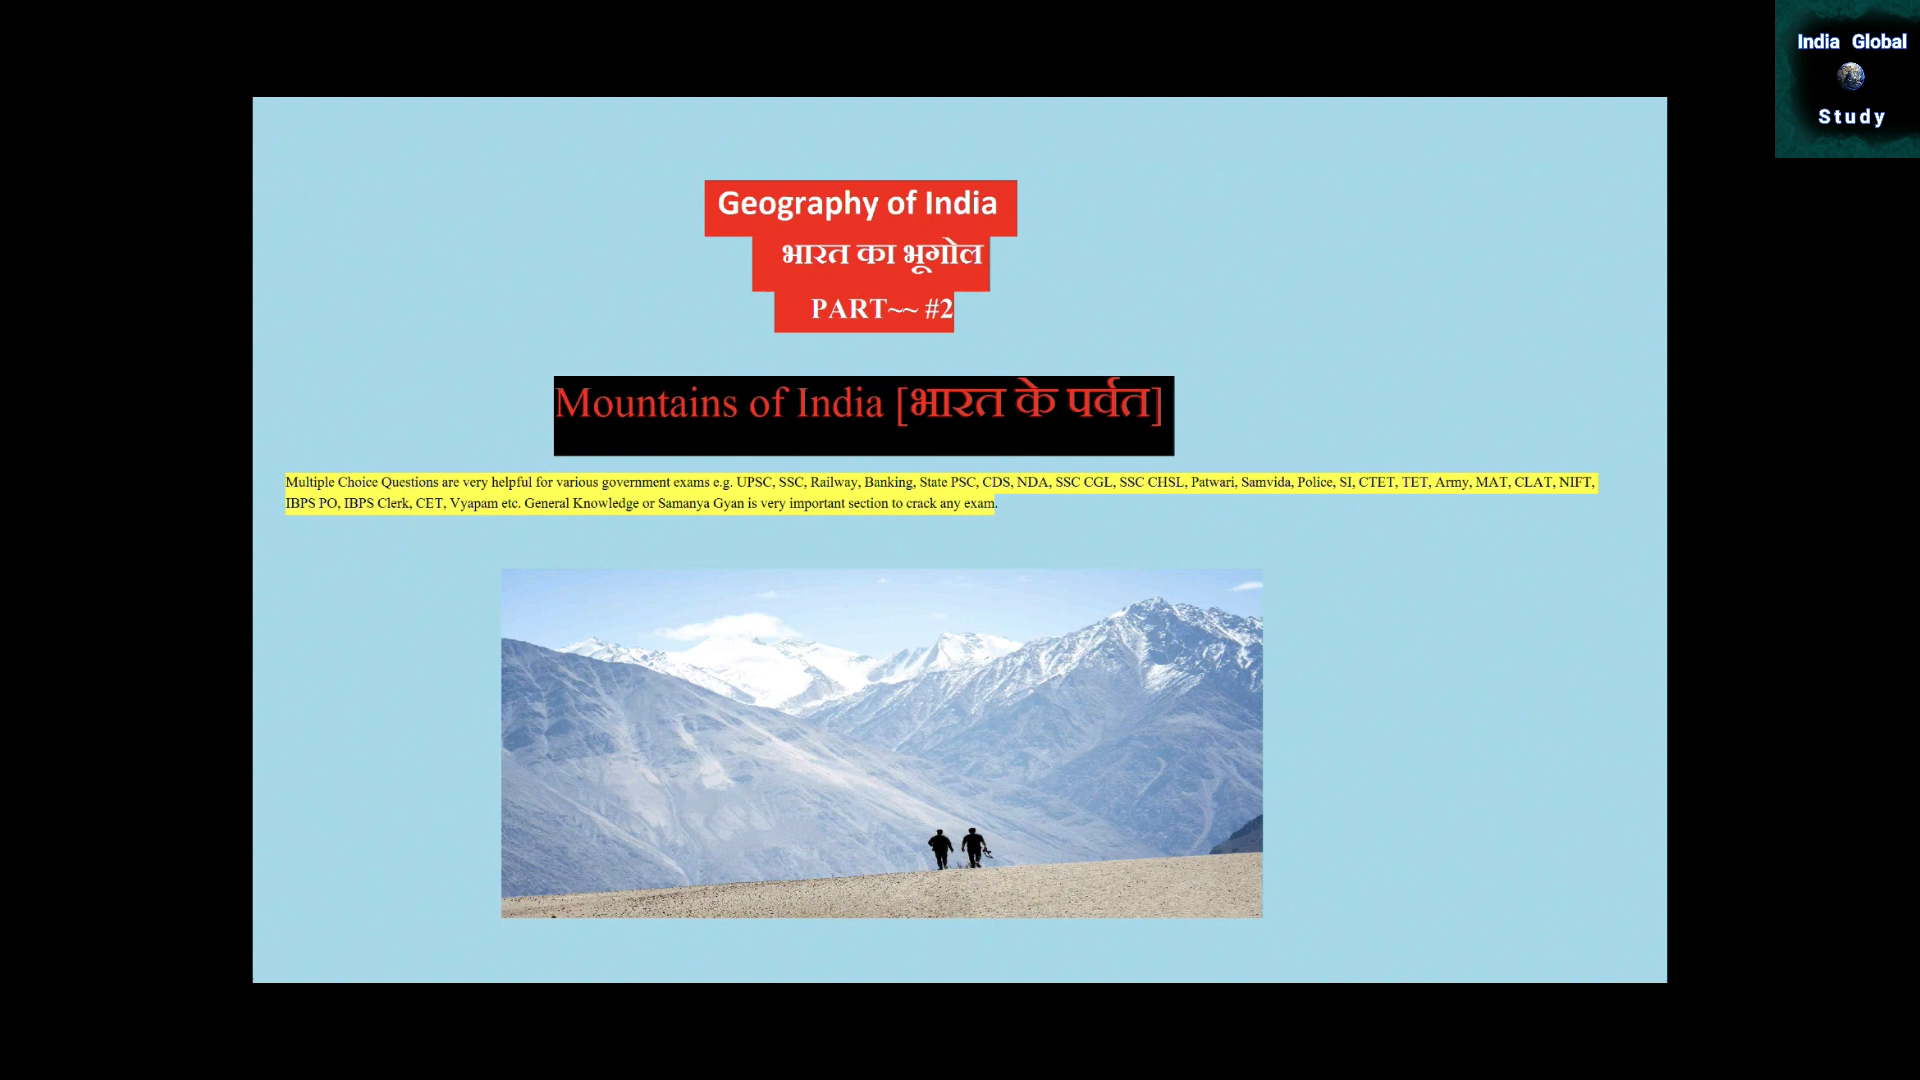 India Global
Study
Geography of India
भारत का भूगोल
PART~~ #2
Mountains of India [भारत के पर्वत]
Multiple Choice Questions are very helpful for various government exams e.g. UPSC, SSC, Railway, Banking, State PSC, CDS, NDA, SSC CGL, SSC CHSL, Patwari, Samvida, Police, SI, CTET, TET, Army, MAT, CLAT, NIFT,
IBPS PO, IBPS Clerk, CET, Vyapam etc. General Knowledge or Samanya Gyan is very important section to crack any exam.